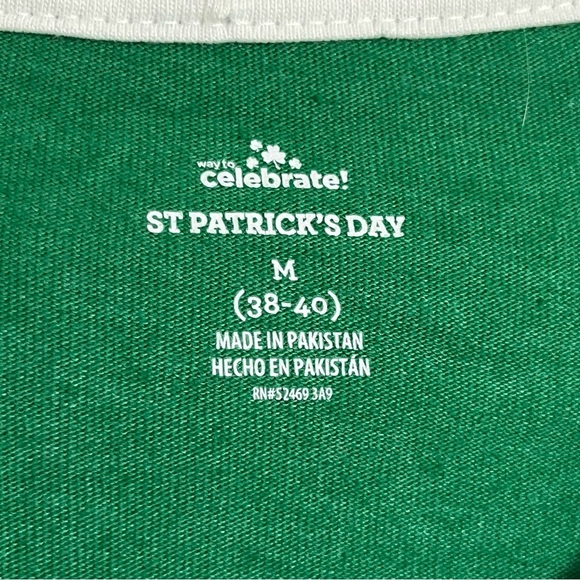 way to
celebrate!
ST PATRICK'S DAY
M
(38-40)
MADE IN PAKISTAN
HECHO EN PAKISTÁN
RN#52469 3A9